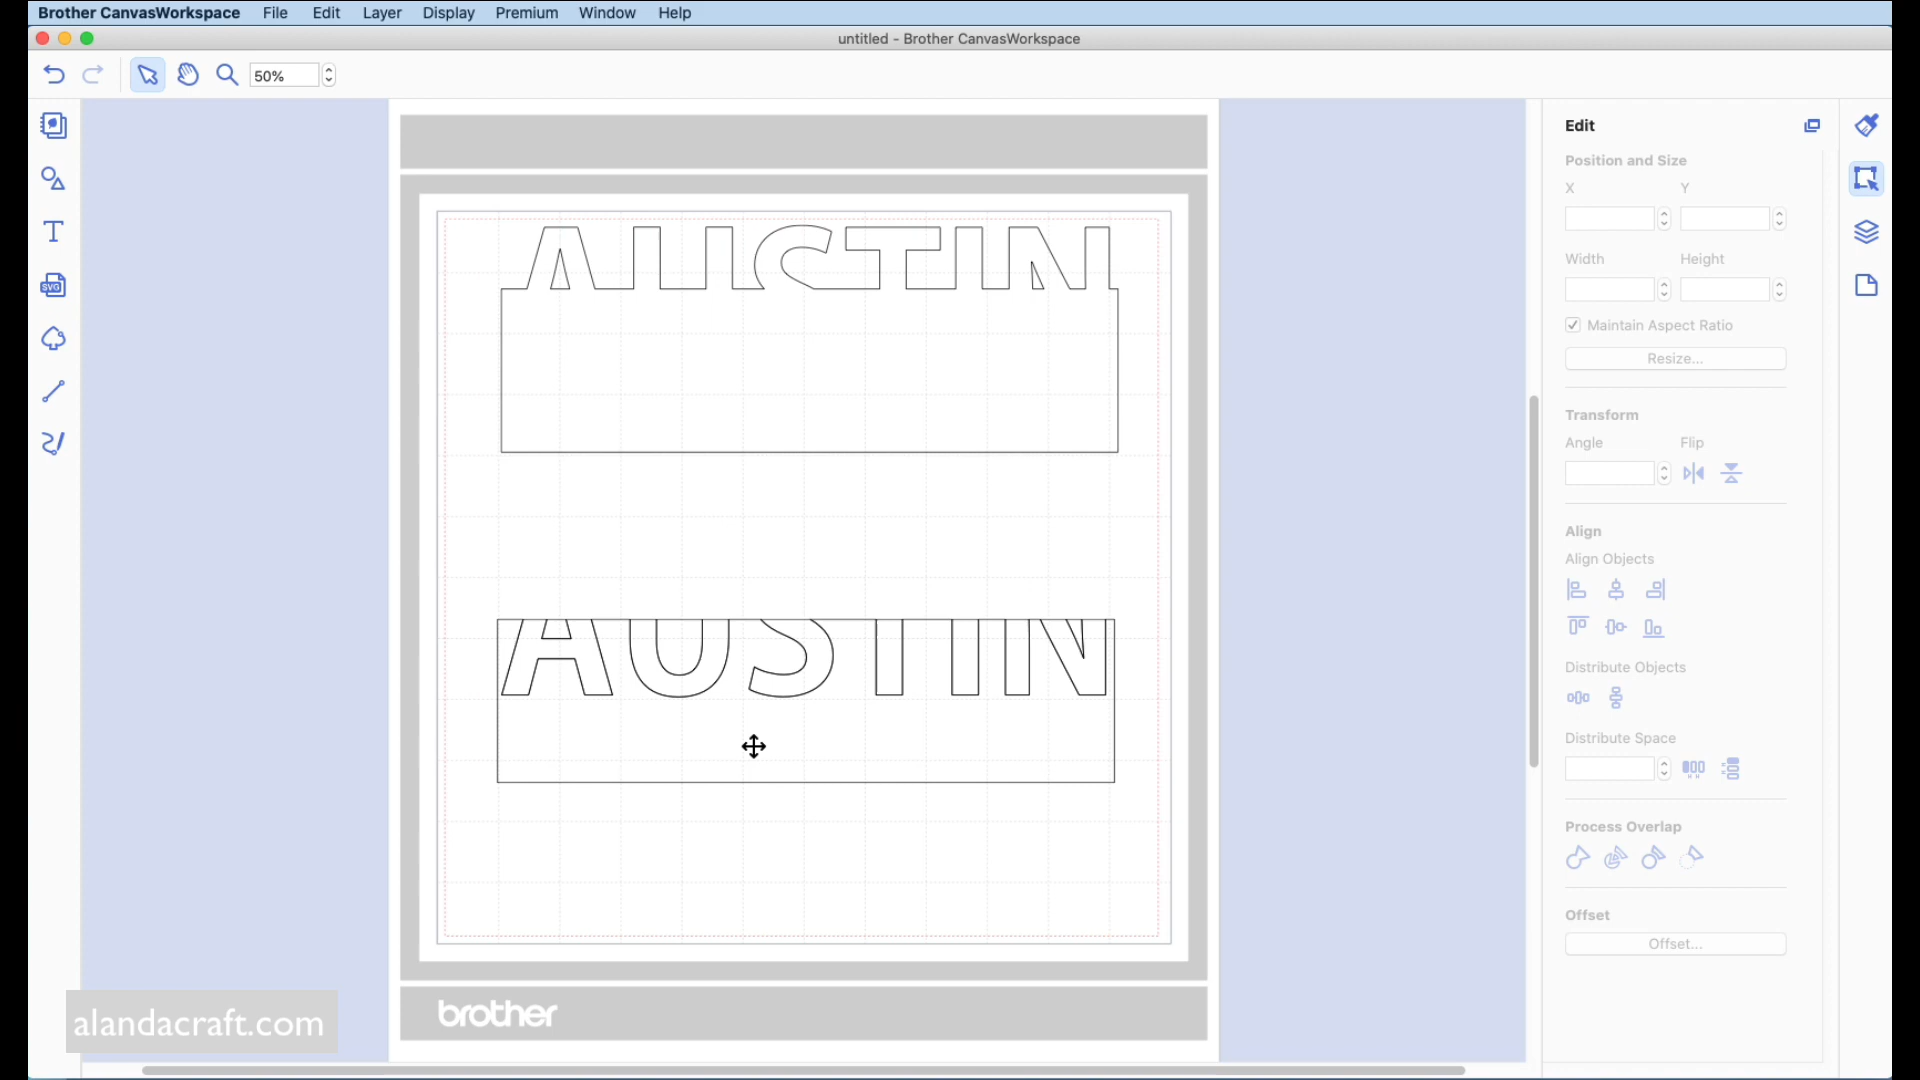 Brother CanvasWorkspace File Edit Layer Display Premium Window Help
untitled - Brother CanvasWorkspace
50%
SVG
AUSTIN
AUSTIN
brother
alandacraft.com
Edit
Position and Size
X Y
Width Height
Maintain Aspect Ratio
Resize...
Transform
Angle Flip
Align
Align Objects
Distribute Objects
Distribute Space
Process Overlap
Offset
Offset...